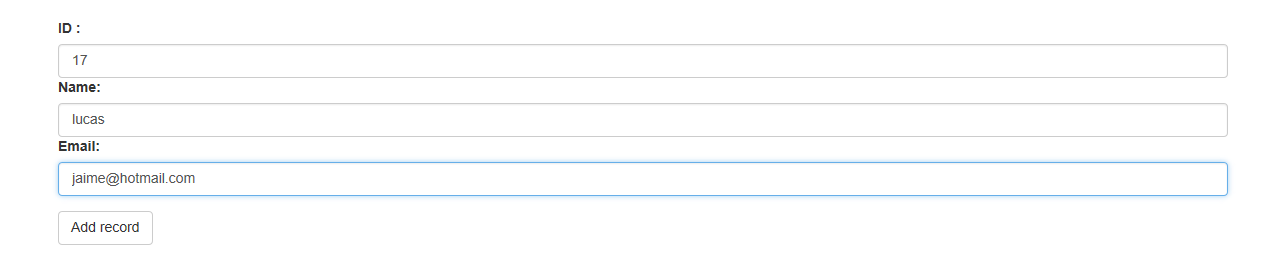 ID :
17
Name:
lucas
Email:
jaime@hotmail.com
Add record